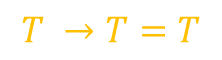 T → T = T